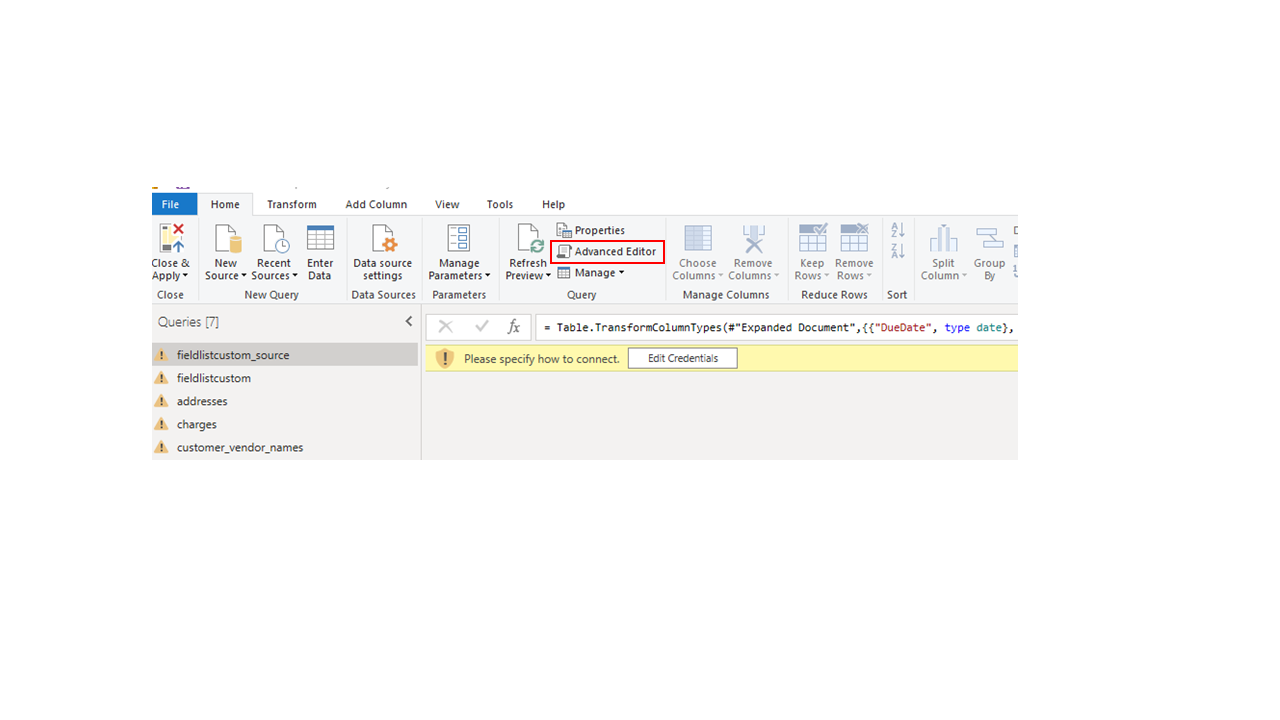 File Home Transform Add Column View Tools Help
Close & Apply
New Source
Recent Sources
Enter Data
Data source settings
Manage Parameters
Refresh Preview
Properties
Advanced Editor
Manage
Choose Columns
Remove Columns
Keep Rows
Remove Rows
Split Column
Group By
Close New Query Data Sources Parameters Query Manage Columns Reduce Rows Sort
Queries [7]
fx = Table.TransformColumnTypes(#"Expanded Document",{{"DueDate", type date},
Please specify how to connect. Edit Credentials
fieldlistcustom_source
fieldlistcustom
addresses
charges
customer_vendor_names